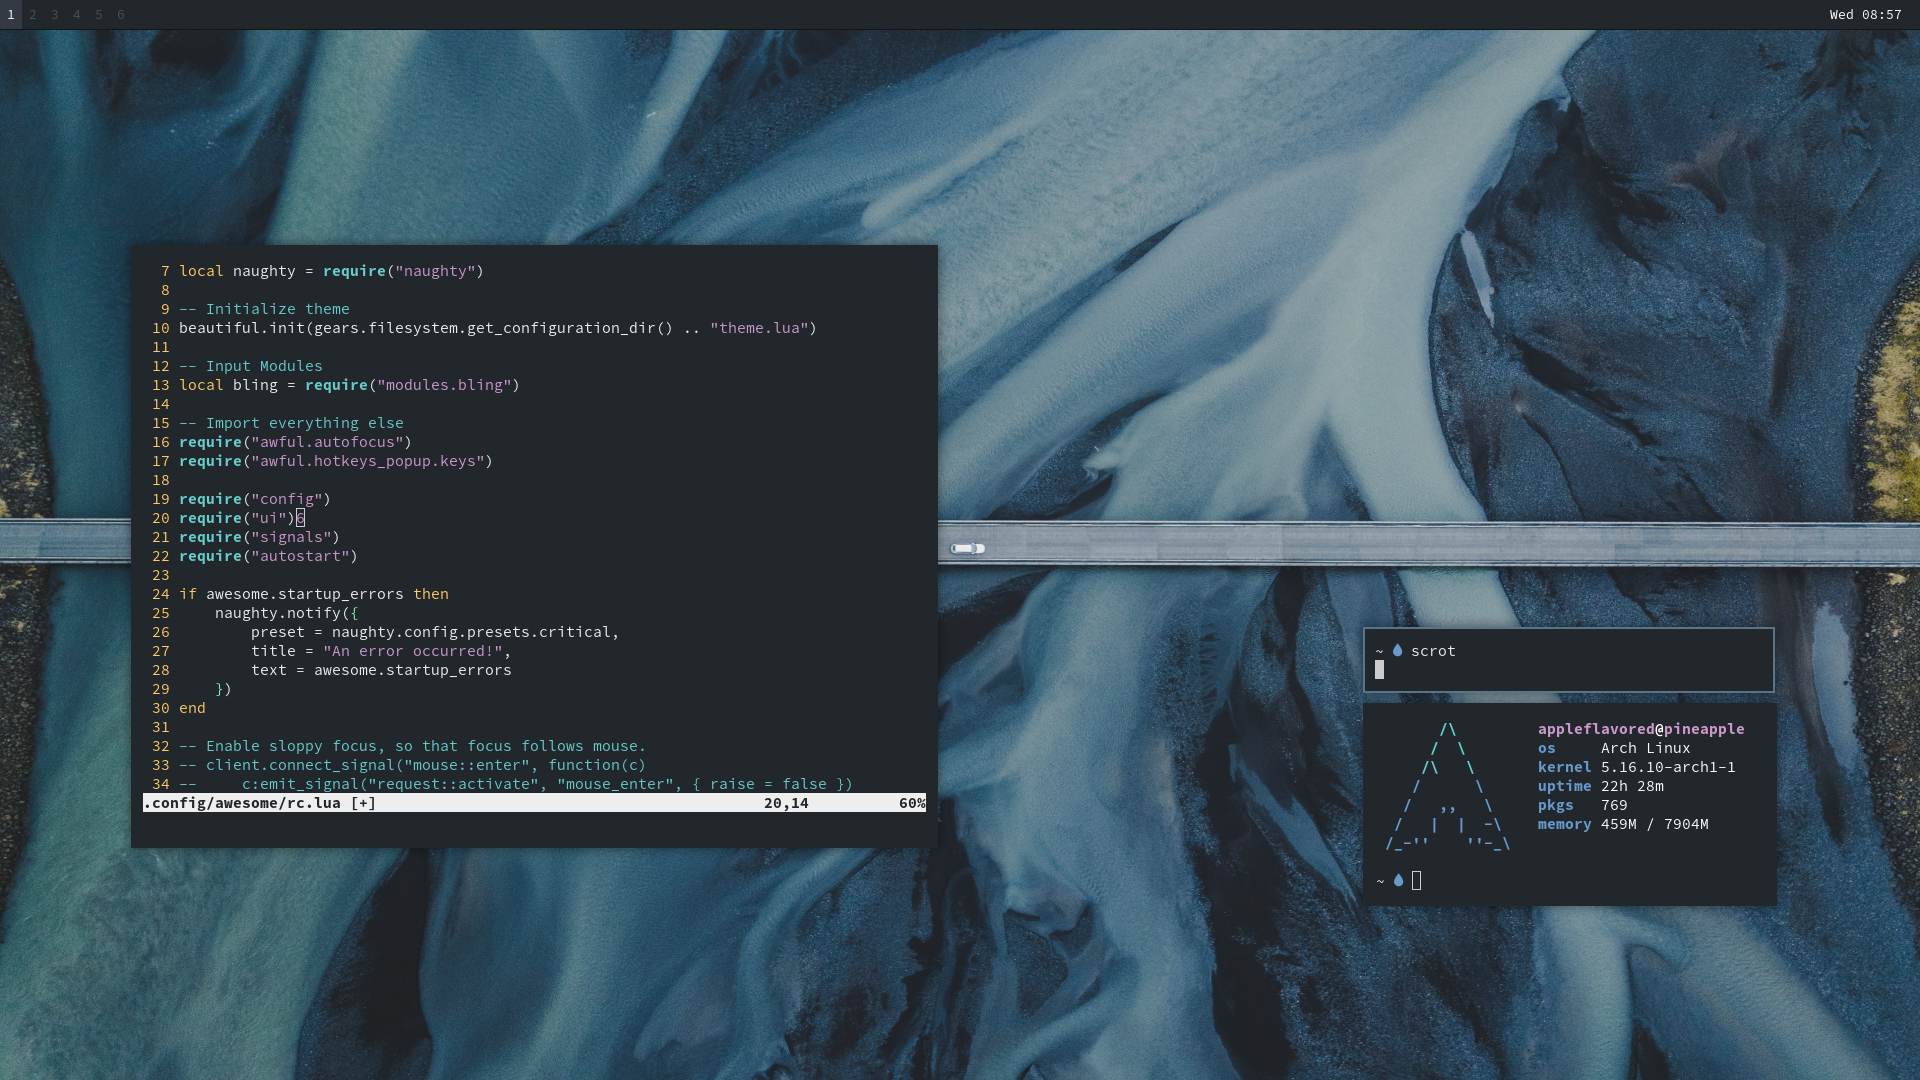 1 2 3 4 5 6
Wed 08:57
7 local naughty = require("naughty")
8
9 -- Initialize theme
10 beautiful.init(gears.filesystem.get_configuration_dir() .. "theme.lua")
11
12 -- Input Modules
13 local bling = require("modules.bling")
14
15 -- Import everything else
16 require("awful.autofocus")
17 require("awful.hotkeys_popup.keys")
18
19 require("config")
20 require("ui")6
21 require("signals")
22 require("autostart")
23
24 if awesome.startup_errors then
25     naughty.notify({
26         preset = naughty.config.presets.critical,
27         title = "An error occurred!",
28         text = awesome.startup_errors
29     })
30 end
31
32 -- Enable sloppy focus, so that focus follows mouse.
33 -- client.connect_signal("mouse::enter", function(c)
34 --     c:emit_signal("request::activate", "mouse_enter", { raise = false })
.config/awesome/rc.lua [+] 20,14 60%
~ scrot
appleflavored@pineapple
os Arch Linux
kernel 5.16.10-arch1-1
uptime 22h 28m
pkgs 769
memory 459M / 7904M
~